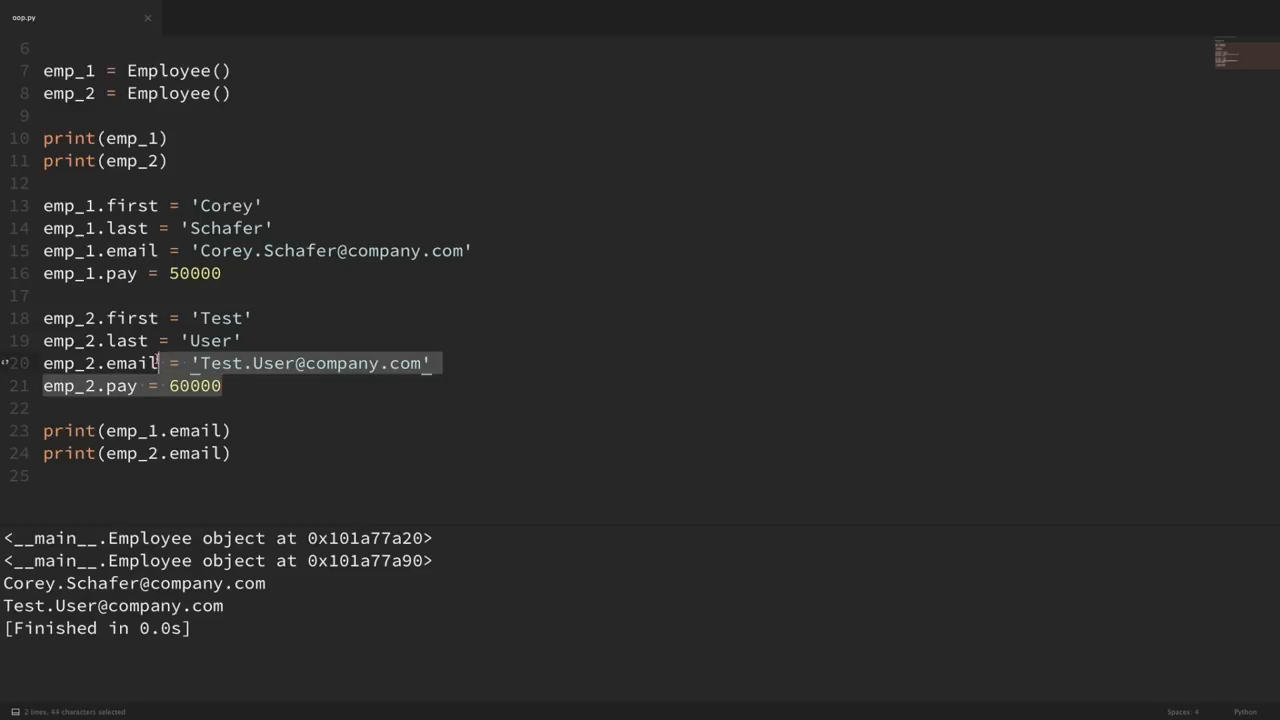 oop.py ×
6
7 emp_1 = Employee()
8 emp_2 = Employee()
9
10 print(emp_1)
11 print(emp_2)
12
13 emp_1.first = 'Corey'
14 emp_1.last = 'Schafer'
15 emp_1.email = 'Corey.Schafer@company.com'
16 emp_1.pay = 50000
17
18 emp_2.first = 'Test'
19 emp_2.last = 'User'
20 emp_2.email = 'Test.User@company.com'
21 emp_2.pay = 60000
22
23 print(emp_1.email)
24 print(emp_2.email)
25
<__main__.Employee object at 0x101a77a20>
<__main__.Employee object at 0x101a77a90>
Corey.Schafer@company.com
Test.User@company.com
[Finished in 0.0s]
2 lines, 44 characters selected Spaces: 4 Python